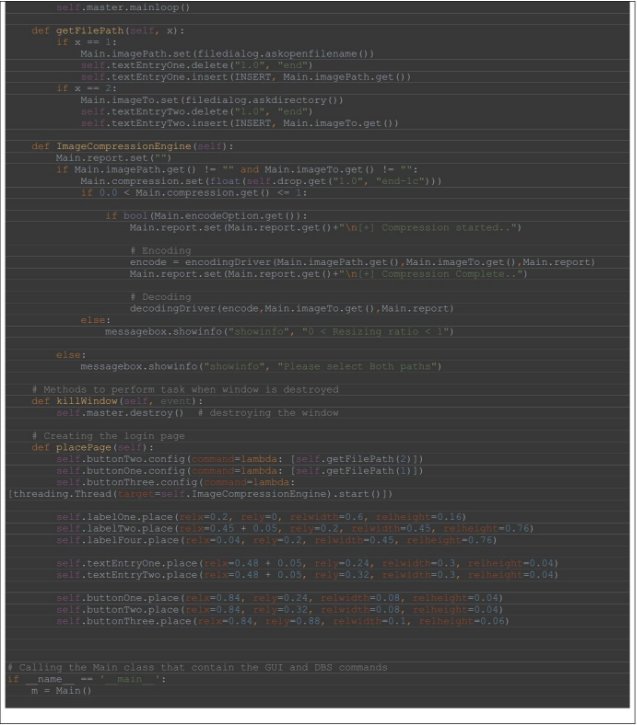 self.master.mainloop()
def getFilePath(self, x):
if x == 1:
Main.imagePath.set(filedialog.askopenfilename())
self.textEntryOne.delete("1.0", "end")
self.textEntryOne.insert(INSERT, Main.imagePath.get())
if x == 2:
Main.imageTo.set(filedialog.askdirectory())
self.textEntryTwo.delete("1.0", "end")
self.textEntryTwo.insert(INSERT, Main.imageTo.get())
def ImageCompressionEngine(self):
Main.report.set("")
if Main.imagePath.get() != "" and Main.imageTo.get() != "":
Main.compression.set(float(self.drop.get("1.0", "end-1c")))
if 0.0 < Main.compression.get() <= 1:
if bool(Main.encodeOption.get()):
Main.report.set(Main.report.get()+"\n[+] Compression started..")
# Encoding
encode = encodingDriver(Main.imagePath.get(),Main.imageTo.get(),Main.report)
Main.report.set(Main.report.get()+"\n[+] Compression Complete..")
# Decoding
decodingDriver(encode,Main.imageTo.get(),Main.report)
else:
messagebox.showinfo("showinfo", "0 < Resizing ratio < 1")
else:
messagebox.showinfo("showinfo", "Please select Both paths")
# Methods to perform task when window is destroyed
def killWindow(self, event):
self.master.destroy()  # destroying the window
# Creating the login page
def placePage(self):
self.buttonTwo.config(command=lambda: [self.getFilePath(2)])
self.buttonOne.config(command=lambda: [self.getFilePath(1)])
self.buttonThree.config(command=lambda:
[threading.Thread(target=self.ImageCompressionEngine).start()])
self.labelOne.place(relx=0.2, rely=0, relwidth=0.6, relheight=0.16)
self.labelTwo.place(relx=0.45 + 0.05, rely=0.2, relwidth=0.45, relheight=0.76)
self.labelFour.place(relx=0.04, rely=0.2, relwidth=0.45, relheight=0.76)
self.textEntryOne.place(relx=0.48 + 0.05, rely=0.24, relwidth=0.3, relheight=0.04)
self.textEntryTwo.place(relx=0.48 + 0.05, rely=0.32, relwidth=0.3, relheight=0.04)
self.buttonOne.place(relx=0.84, rely=0.24, relwidth=0.08, relheight=0.04)
self.buttonTwo.place(relx=0.84, rely=0.32, relwidth=0.08, relheight=0.04)
self.buttonThree.place(relx=0.84, rely=0.88, relwidth=0.1, relheight=0.06)
# Calling the Main class that contain the GUI and DBS commands
if __name__ == '__main__':
m = Main()